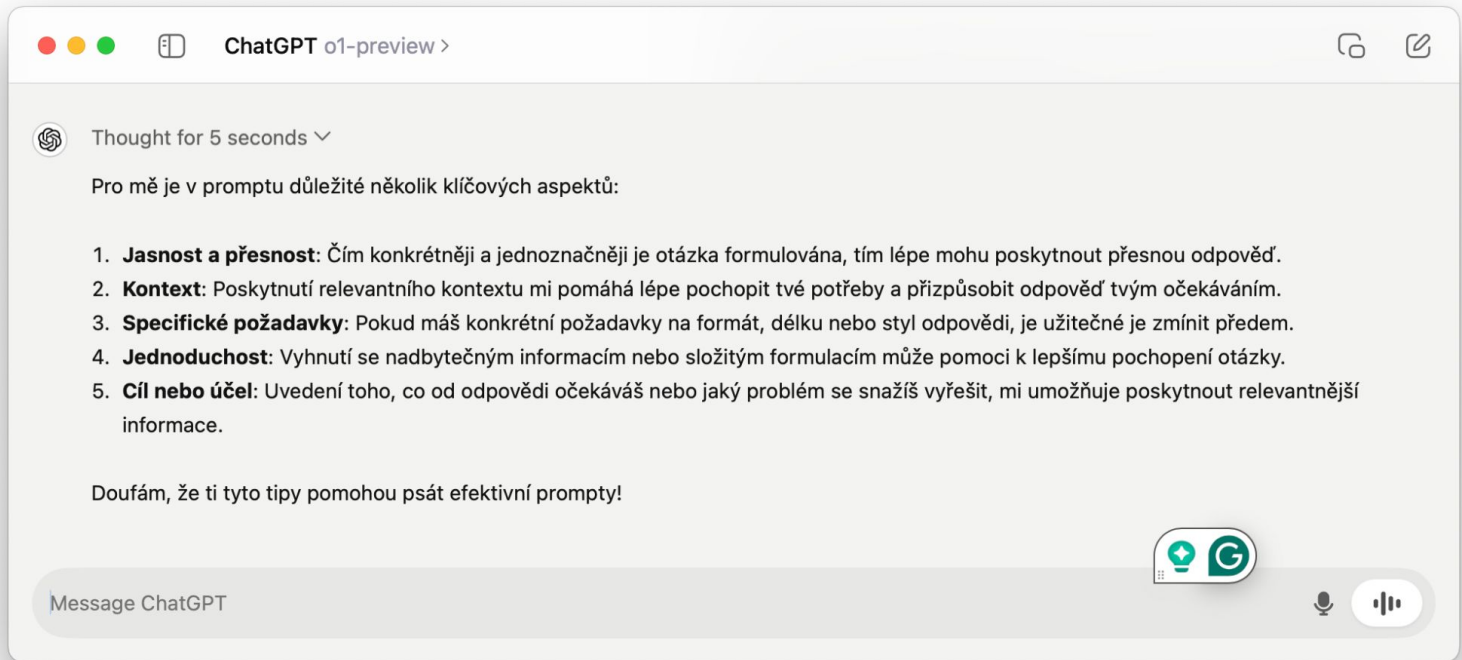 ChatGPT o1-preview >
Thought for 5 seconds
Pro mě je v promptu důležité několik klíčových aspektů:
1. Jasnost a přesnost: Čím konkrétněji a jednoznačněji je otázka formulována, tím lépe mohu poskytnout přesnou odpověď.
2. Kontext: Poskytnutí relevantního kontextu mi pomáhá lépe pochopit tvé potřeby a přizpůsobit odpověď tvým očekáváním.
3. Specifické požadavky: Pokud máš konkrétní požadavky na formát, délku nebo styl odpovědi, je užitečné je zmínit předem.
4. Jednoduchost: Vyhnutí se nadbytečným informacím nebo složitým formulacím může pomoci k lepšímu pochopení otázky.
5. Cíl nebo účel: Uvedení toho, co od odpovědi očekáváš nebo jaký problém se snažíš vyřešit, mi umožňuje poskytnout relevantnější
informace.
Doufám, že ti tyto tipy pomohou psát efektivní prompty!
G
Message ChatGPT